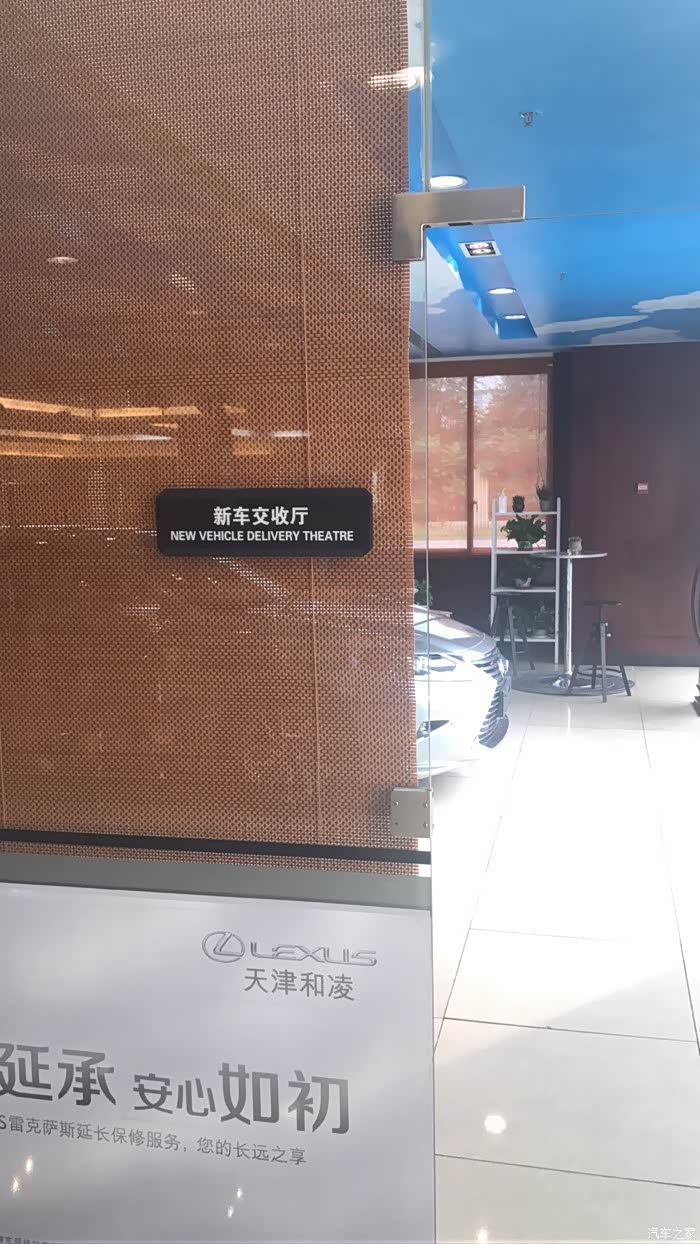 新车交收厅
NEW VEHICLE DELIVERY THEATRE
LEXUS
天津和凌
延承 安心如初
S雷克萨斯延长保修服务，您的长远之享
汽车之家